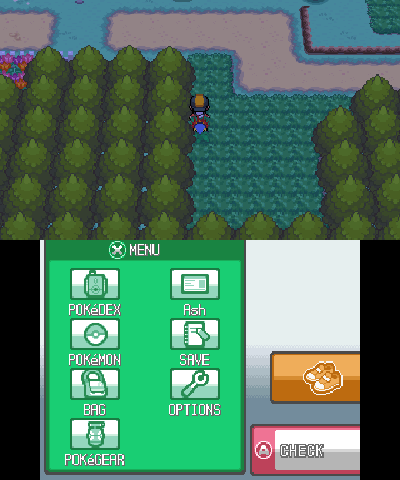 X MENU
POKéDEX
Ash
POKéMON
SAVE
BAG
OPTIONS
POKéGEAR
A CHECK